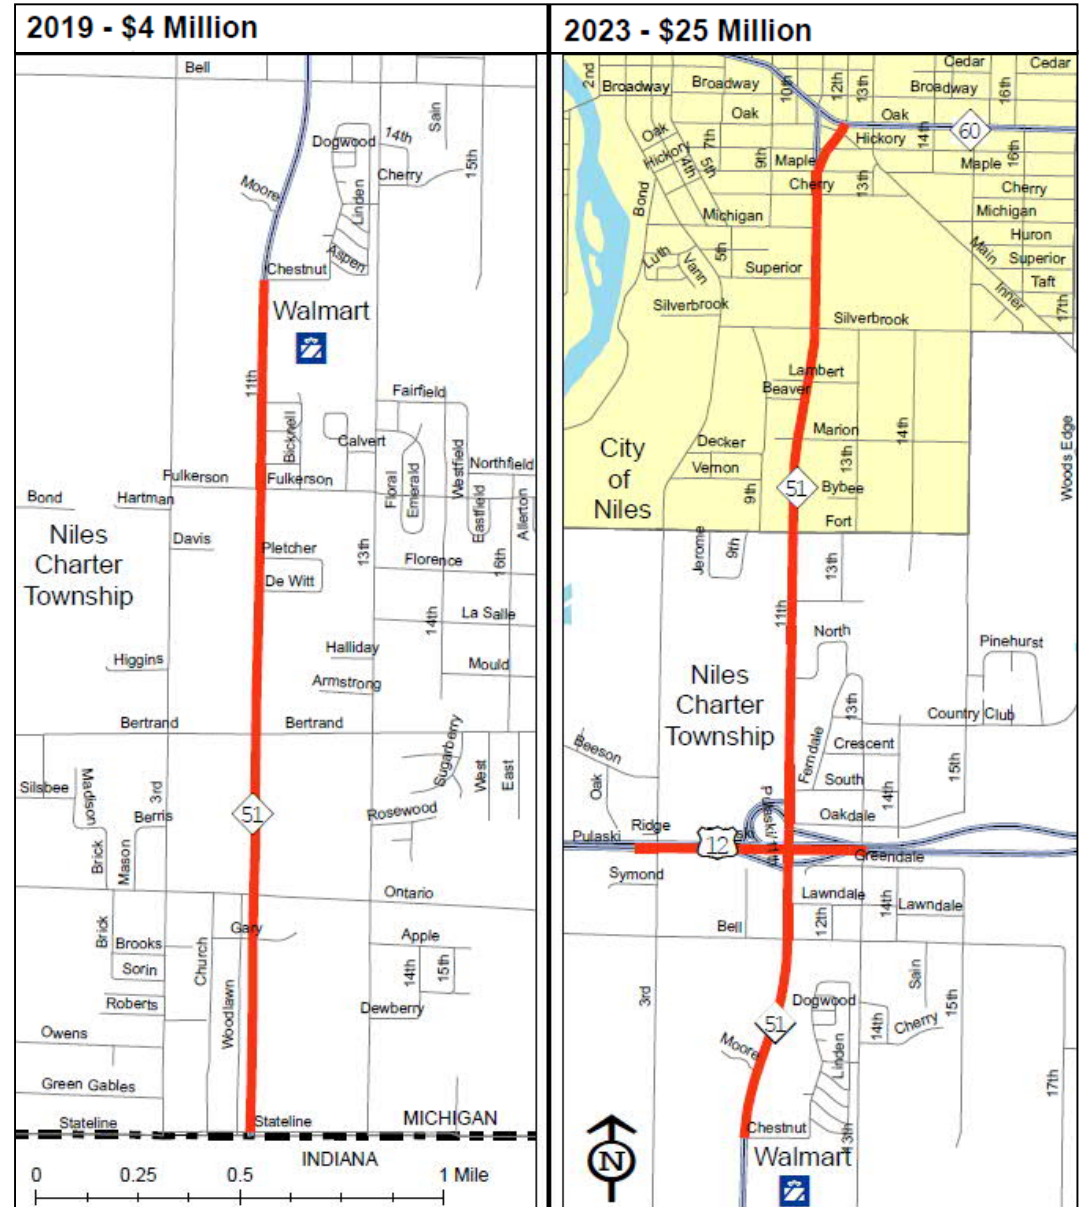 2019 - $4 Million
Bell
Sain
14th
Dogwood
15th
Cherry
Moore
Linden
Aspen
Chestnut
Walmart
11th
Fairfield
Bicknell
Calvert
Westfield
Northfield
Fulkerson
Fulkerson
Floral
Emerald
Eastfield
Allerton
Bond
Hartman
Niles
Charter
Township
Davis
Pletcher
13th
Florence
16th
De Witt
14th
La Salle
Higgins
Halliday
Mould
Armstrong
Bertrand
Bertrand
Sugarberry
West
East
Silsbee
Madison
3rd
Berris
51
Rosewood
Brick
Mason
Ontario
Brick
Gary
Apple
Brooks
Church
Sorin
14th
15th
Roberts
Woodlawn
Dewberry
Owens
Green Gables
Stateline
Stateline
MICHIGAN
INDIANA
0
0.25
0.5
1 Mile
2023 - $25 Million
2nd
Broadway
Broadway
10th
12th
13th
Cedar
Cedar
Broadway
16th
Oak
Oak
60
Oak
Hickory
7th
Hickory
14th
4th
5th
9th
Maple
Maple
16th
Cherry
13th
Cherry
Bond
Michigan
Michigan
Huron
Main
Luth
Vann
5th
Superior
Superior
Taft
Inner
17th
Silverbrook
Silverbrook
Lambert
Beaver
City
of
Niles
Decker
Marion
14th
Vernon
13th
Woods Edge
9th
51
Bybee
Fort
Jerome
9th
13th
11th
North
Pinehurst
Niles
Charter
Township
13th
Country Club
Beeson
Ferndale
Crescent
15th
Oak
South
14th
Pulaski/11th
Oakdale
Ridge
Pulaski
12
ski
Greendale
Symond
Lawndale
14th
Lawndale
Bell
12th
3rd
Sain
Dogwood
15th
51
14th
Cherry
Moore
Linden
17th
N
Chestnut
13th
Walmart